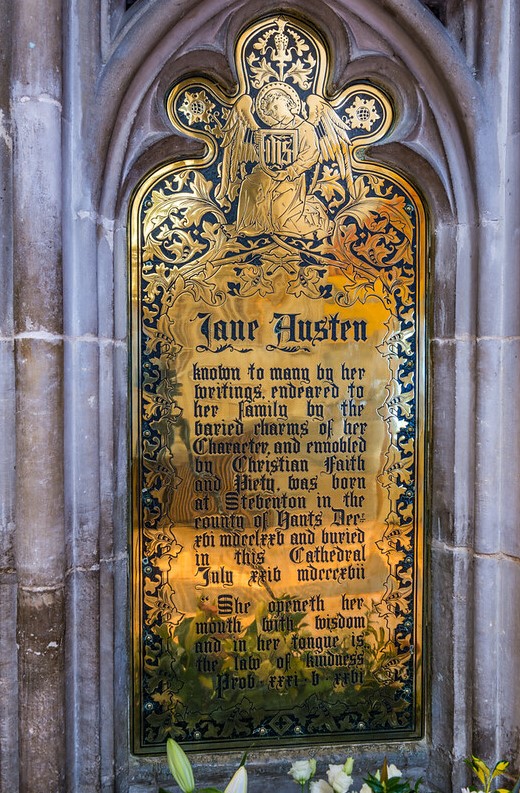 Jane Austen
known to many by her
writings, endeared to
her family by the
varied charms of her
Character, and ennobled
by Christian Faith
and Piety, was born
at Steventon in the
county of Hants Dec.
xvi mdcclxxv and buried
in this Cathedral
July xxiv mdcccxvii
"She openeth her
mouth with wisdom
and in her tongue is
the law of kindness
Prov xxxi v xxvi